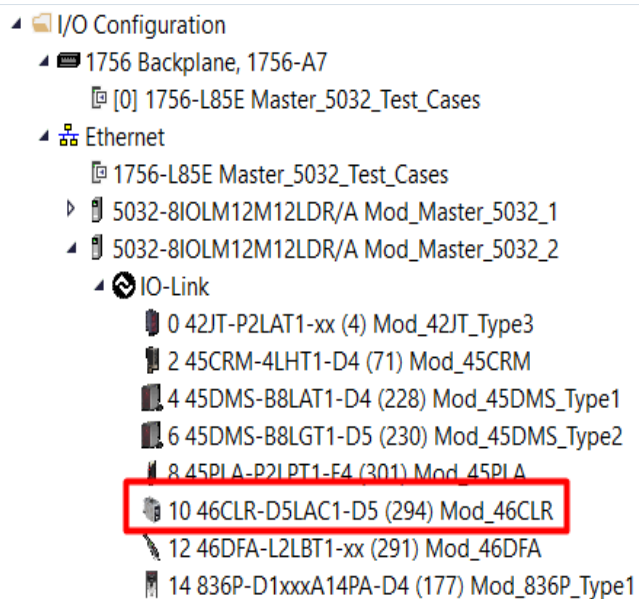 I/O Configuration
1756 Backplane, 1756-A7
[0] 1756-L85E Master_5032_Test_Cases
Ethernet
1756-L85E Master_5032_Test_Cases
5032-8IOLM12M12LDR/A Mod_Master_5032_1
5032-8IOLM12M12LDR/A Mod_Master_5032_2
IO-Link
0 42JT-P2LAT1-xx (4) Mod_42JT_Type3
2 45CRM-4LHT1-D4 (71) Mod_45CRM
4 45DMS-B8LAT1-D4 (228) Mod_45DMS_Type1
6 45DMS-B8LGT1-D5 (230) Mod_45DMS_Type2
8 45PLA-P2LPT1-F4 (301) Mod_45PLA
10 46CLR-D5LAC1-D5 (294) Mod_46CLR
12 46DFA-L2LBT1-xx (291) Mod_46DFA
14 836P-D1xxxA14PA-D4 (177) Mod_836P_Type1